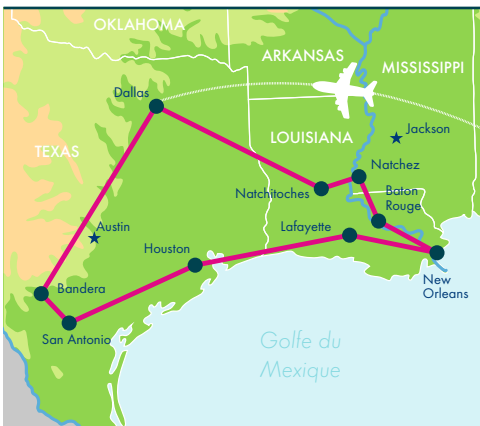 OKLAHOMA
ARKANSAS
MISSISSIPPI
Dallas
Jackson
LOUISIANA
TEXAS
Natchez
Natchitoches
Baton
Rouge
Austin
Lafayette
Houston
Bandera
New
Orleans
San Antonio
Golfe du
Mexique